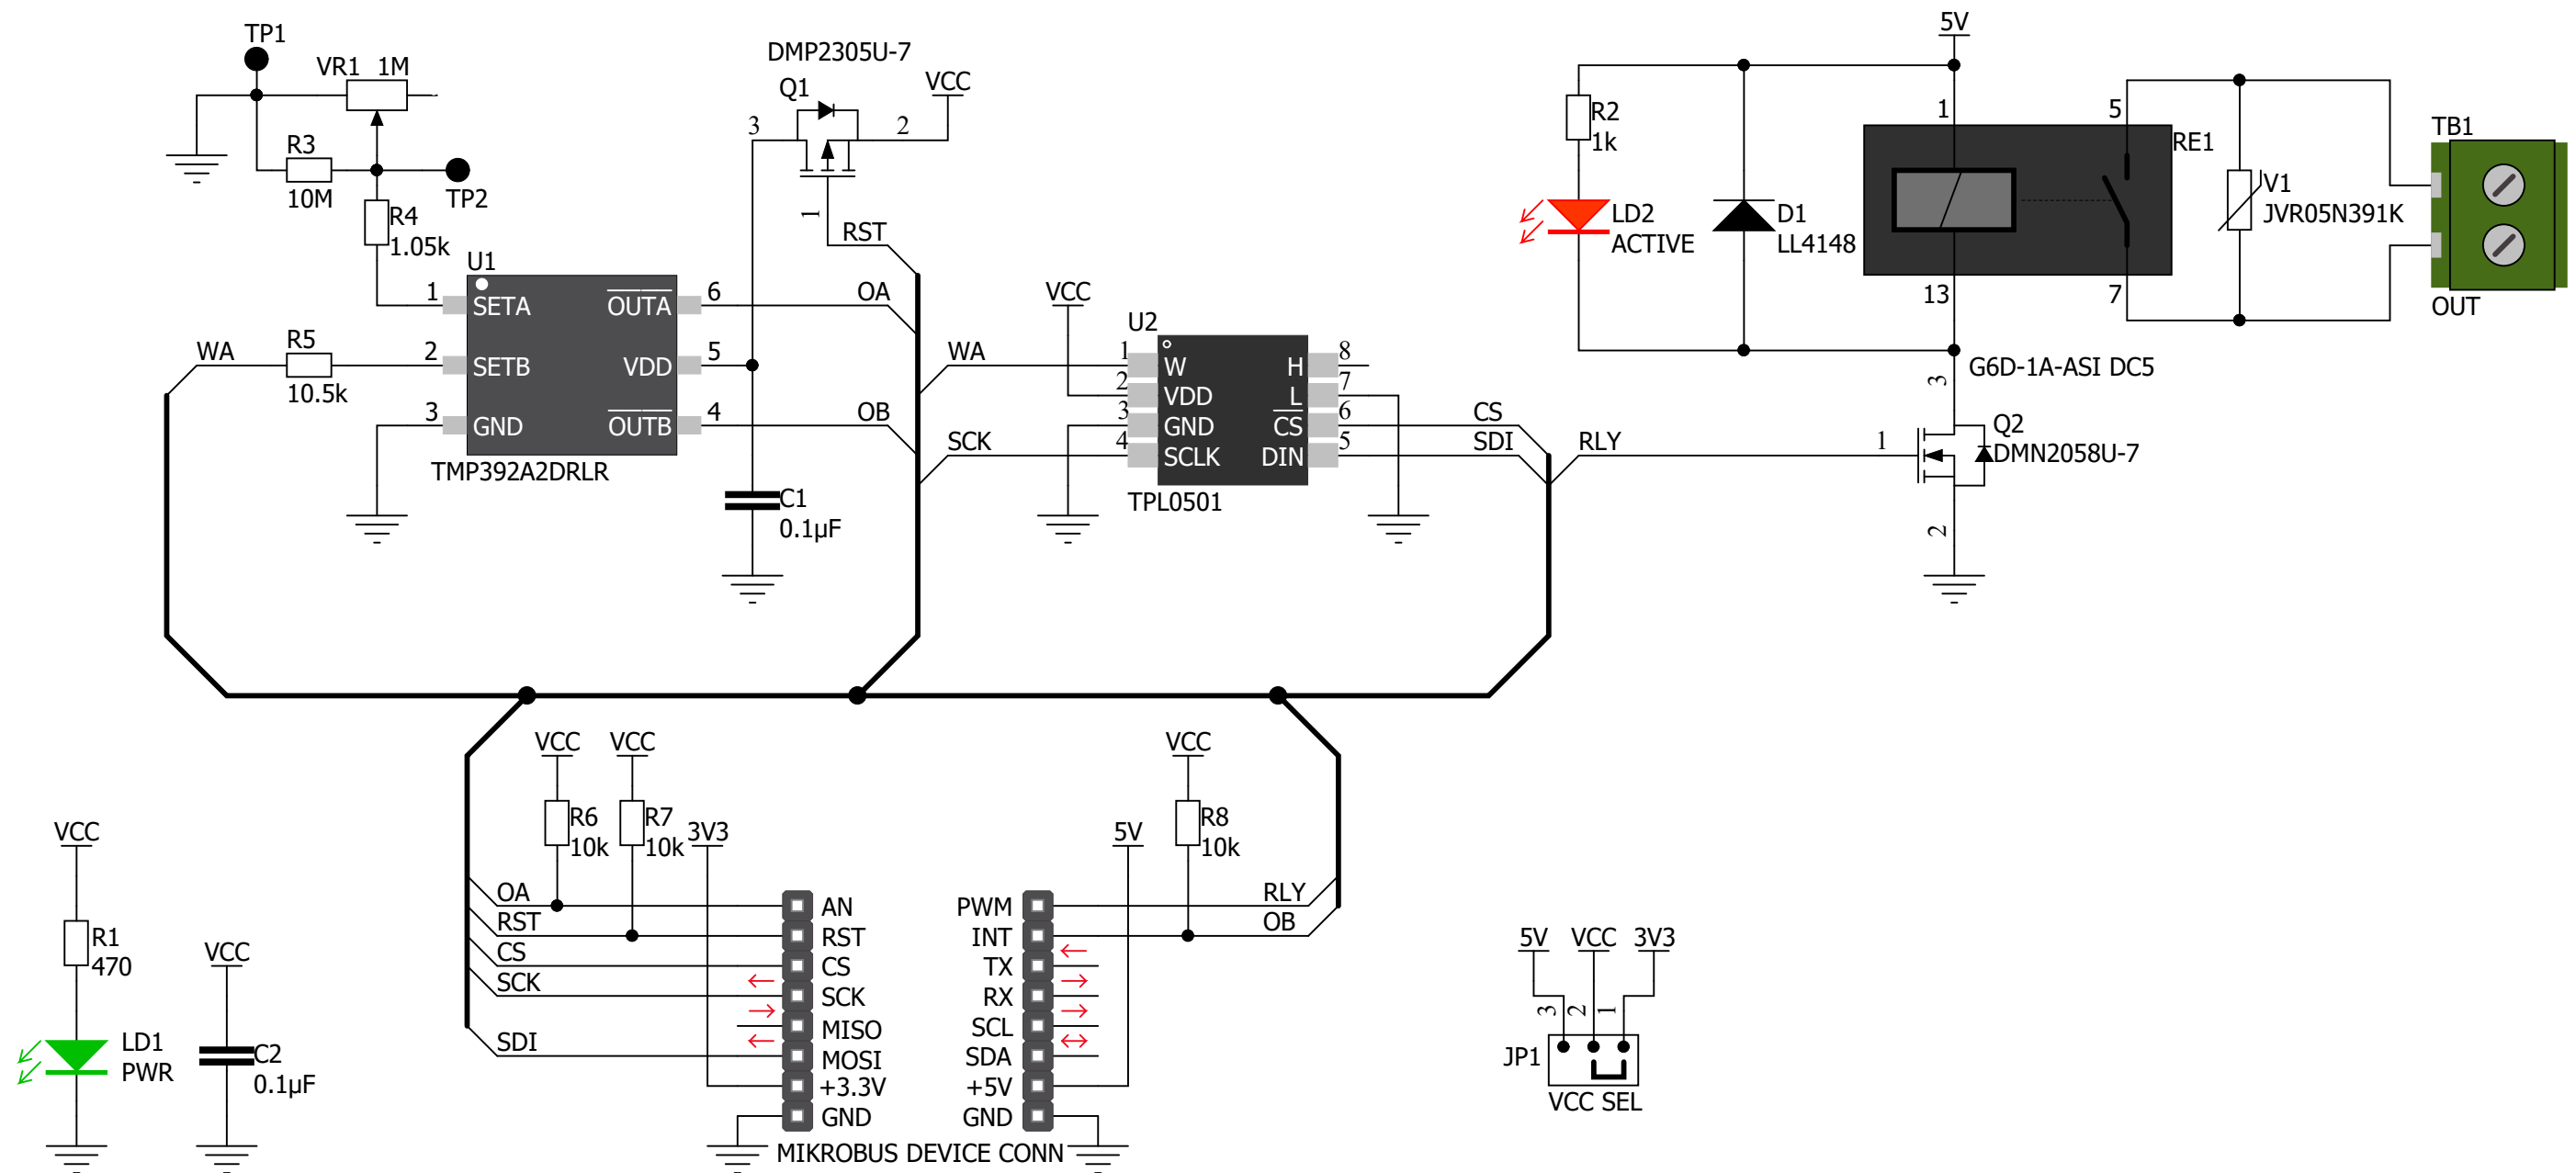 TP1
VR1 1M
R3
10M
TP2
R4
1.05k
DMP2305U-7
Q1
VCC
3
2
1
RST
U1
1
SETA
OUTA
6
OA
WA
R5
10.5k
2
SETB
VDD
5
3
GND
OUTB
4
OB
TMP392A2DRLR
C1
0.1µF
VCC
U2
WA
1
W
H
8
2
VDD
L
7
3
GND
CS
6
CS
SCK
4
SCLK
DIN
5
SDI
TPL0501
5V
R2
1k
LD2
ACTIVE
D1
LL4148
1
5
RE1
13
7
V1
JVR05N391K
TB1
OUT
G6D-1A-ASI DC5
3
RLY
1
Q2
DMN2058U-7
2
VCC
R1
470
LD1
PWR
VCC
C2
0.1µF
VCC
VCC
R6
10k
R7
10k
3V3
5V
VCC
R8
10k
OA
AN
PWM
RLY
RST
RST
INT
OB
CS
CS
TX
SCK
SCK
RX
MISO
SCL
SDI
MOSI
SDA
+3.3V
+5V
GND
GND
MIKROBUS DEVICE CONN
5V
VCC
3V3
3
2
1
JP1
VCC SEL